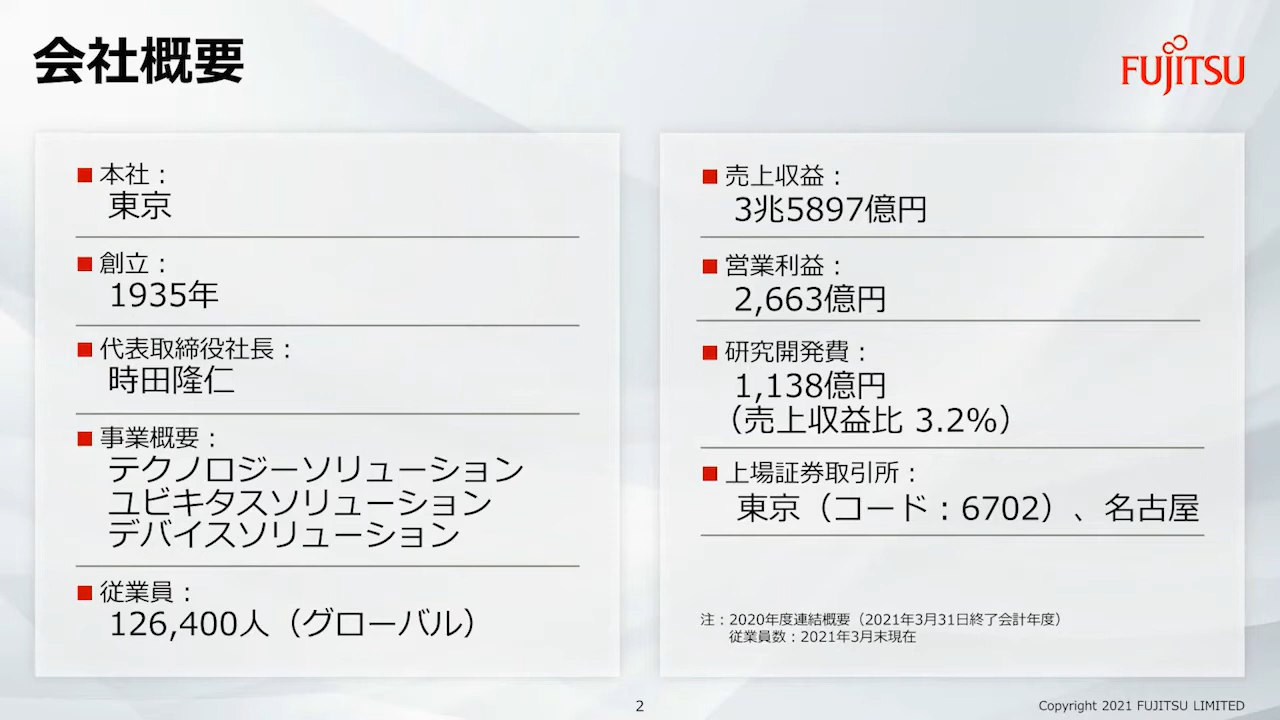 会社概要
FUJITSU
■ 本社：
東京
■ 創立：
1935年
■ 代表取締役社長：
時田隆仁
■ 事業概要：
テクノロジーソリューション
ユビキタスソリューション
デバイスソリューション
■ 従業員：
126,400人（グローバル）
■ 売上収益：
3兆5897億円
■ 営業利益：
2,663億円
■ 研究開発費：
1,138億円
（売上収益比 3.2%）
■ 上場証券取引所：
東京（コード：6702）、名古屋
注：2020年度連結概要（2021年3月31日終了会計年度）
従業員数：2021年3月末現在
2
Copyright 2021 FUJITSU LIMITED